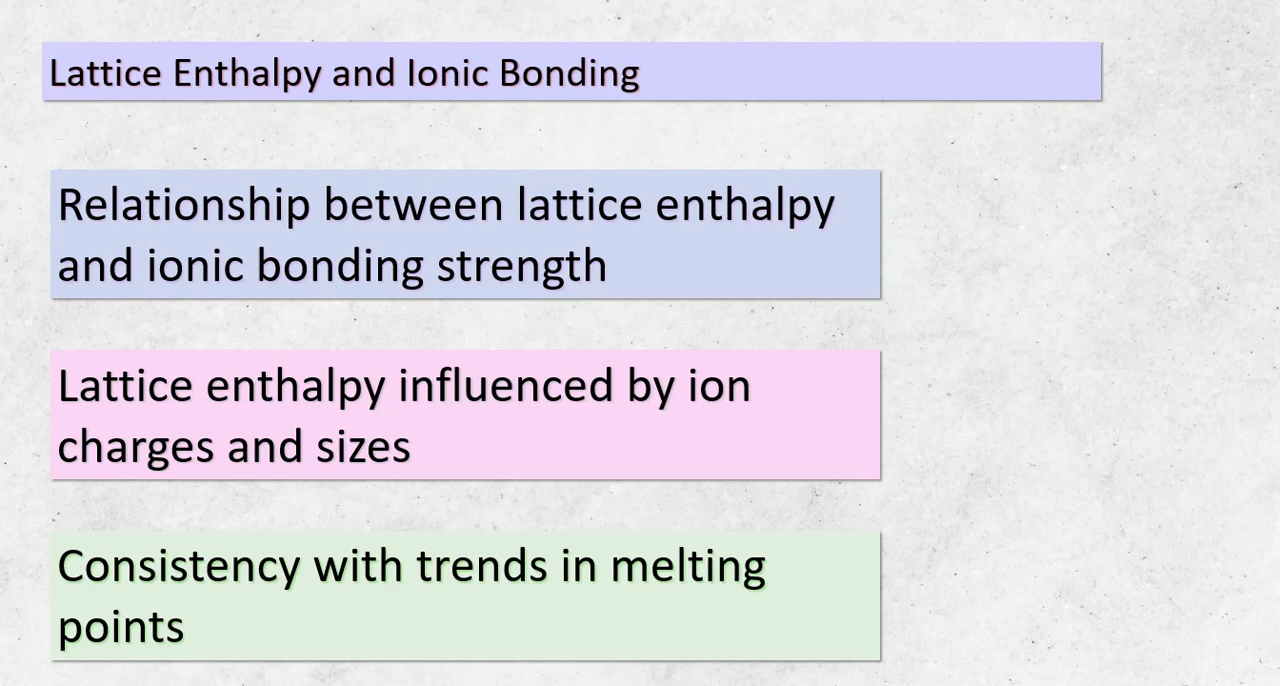 Lattice Enthalpy and Ionic Bonding
Relationship between lattice enthalpy
and ionic bonding strength
Lattice enthalpy influenced by ion
charges and sizes
Consistency with trends in melting
points